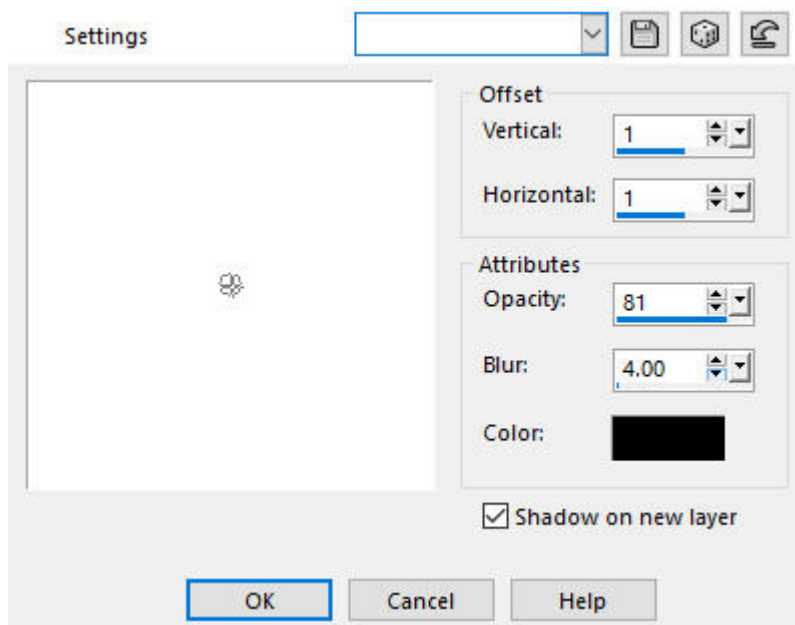 Settings
Offset
Vertical: 1
Horizontal: 1
Attributes
Opacity: 81
Blur: 4.00
Color:
Shadow on new layer
OK Cancel Help